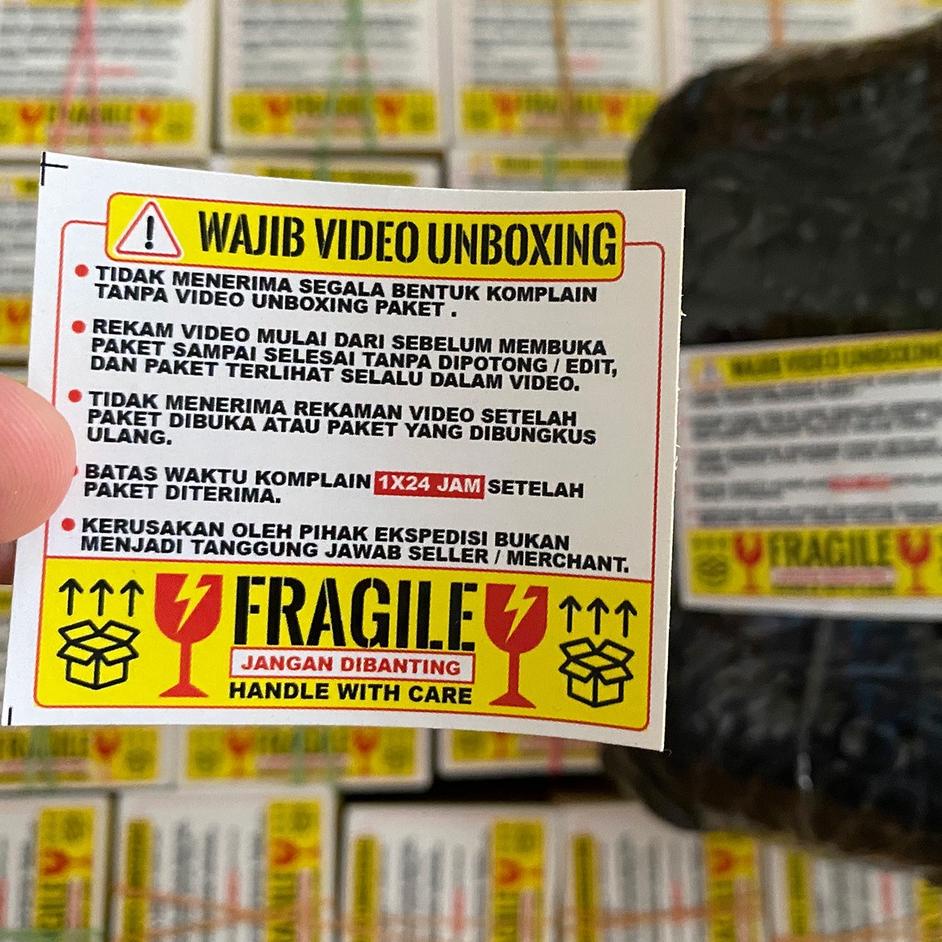 WAJIB VIDEO UNBOXING
TIDAK MENERIMA SEGALA BENTUK KOMPLAIN
TANPA VIDEO UNBOXING PAKET .
REKAM VIDEO MULAI DARI SEBELUM MEMBUKA
PAKET SAMPAI SELESAI TANPA DIPOTONG / EDIT,
DAN PAKET TERLIHAT SELALU DALAM VIDEO.
TIDAK MENERIMA REKAMAN VIDEO SETELAH
PAKET DIBUKA ATAU PAKET YANG DIBUNGKUS
ULANG.
BATAS WAKTU KOMPLAIN 1X24 JAM SETELAH
PAKET DITERIMA.
KERUSAKAN OLEH PIHAK EKSPEDISI BUKAN
MENJADI TANGGUNG JAWAB SELLER / MERCHANT.
FRAGILE
JANGAN DIBANTING
HANDLE WITH CARE
WAJIB VIDEO UNBOXING
FRAGILE